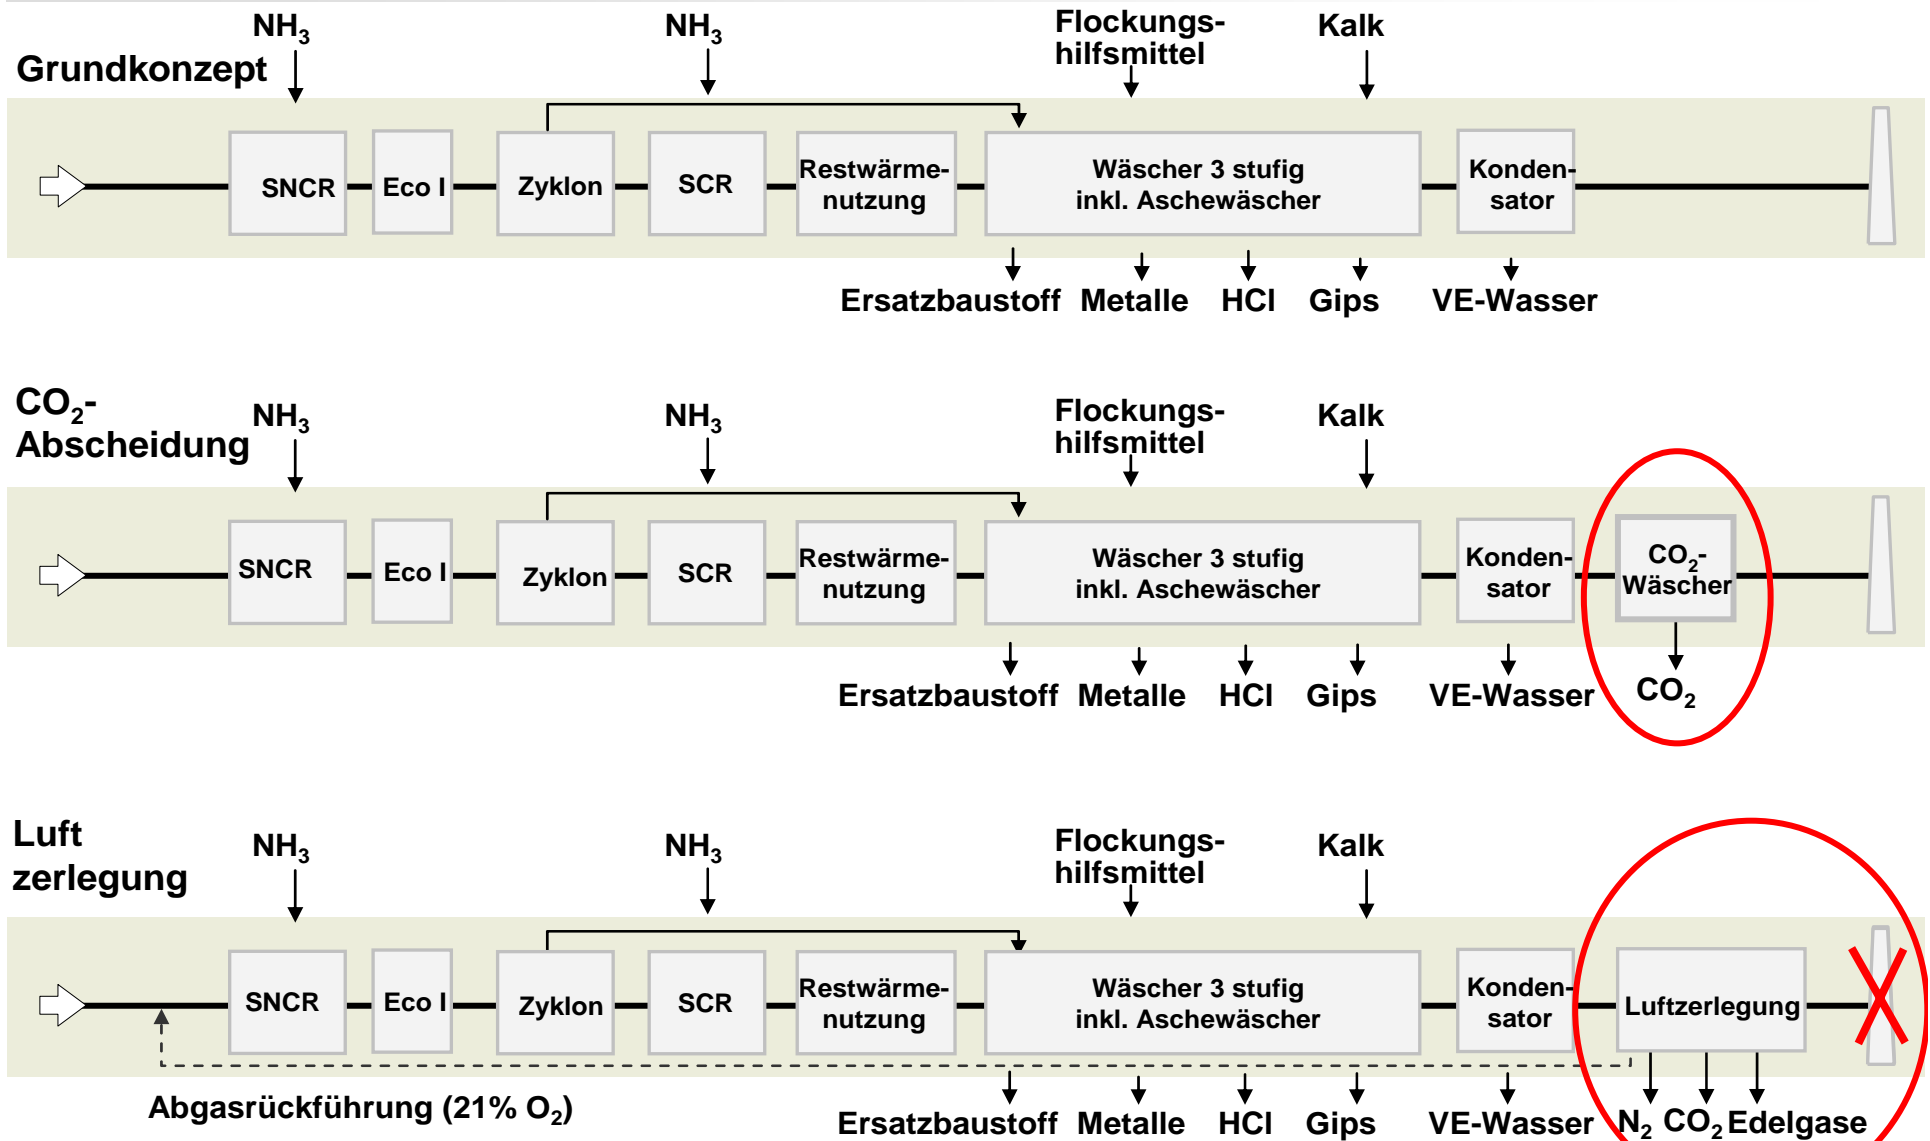 NH₃
NH₃
Flockungs-
hilfsmittel
Kalk
Grundkonzept
SNCR
Eco I
Zyklon
SCR
Restwärme-
nutzung
Wäscher 3 stufig
inkl. Aschewäscher
Konden-
sator
Ersatzbaustoff
Metalle
HCl
Gips
VE-Wasser
CO₂-
Abscheidung
NH₃
NH₃
Flockungs-
hilfsmittel
Kalk
SNCR
Eco I
Zyklon
SCR
Restwärme-
nutzung
Wäscher 3 stufig
inkl. Aschewäscher
Konden-
sator
CO₂-
Wäscher
Ersatzbaustoff
Metalle
HCl
Gips
VE-Wasser
CO₂
Luft
zerlegung
NH₃
NH₃
Flockungs-
hilfsmittel
Kalk
SNCR
Eco I
Zyklon
SCR
Restwärme-
nutzung
Wäscher 3 stufig
inkl. Aschewäscher
Konden-
sator
Luftzerlegung
Abgasrückführung (21% O₂)
Ersatzbaustoff
Metalle
HCl
Gips
VE-Wasser
N₂
CO₂
Edelgase